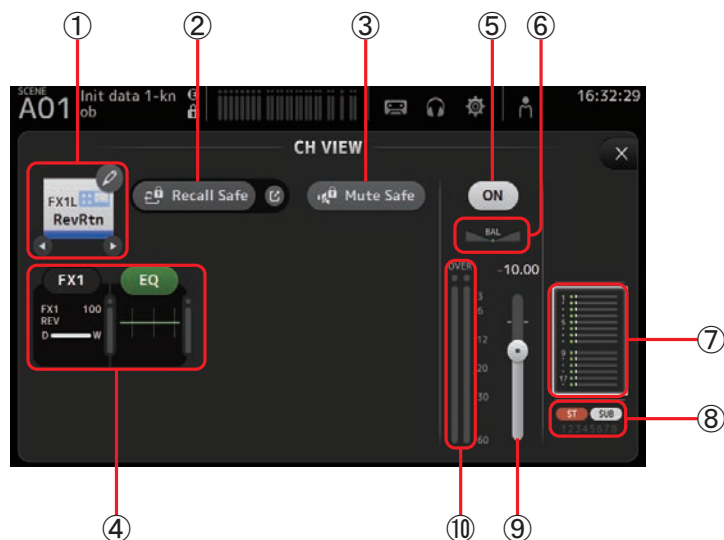 ① ② ③ ⑤ ⑥
SCENE
A01 Init data 1-kn
ob
16:32:29
CH VIEW
FX1L
RevRtn
Recall Safe
Mute Safe
ON
BAL
FX1 EQ
FX1 100
REV
D W
OVER -10.00
3
6
12
20
30
60
1
5
9
17
⑦
ST SUB
12345678
⑧
④ ⑩ ⑨